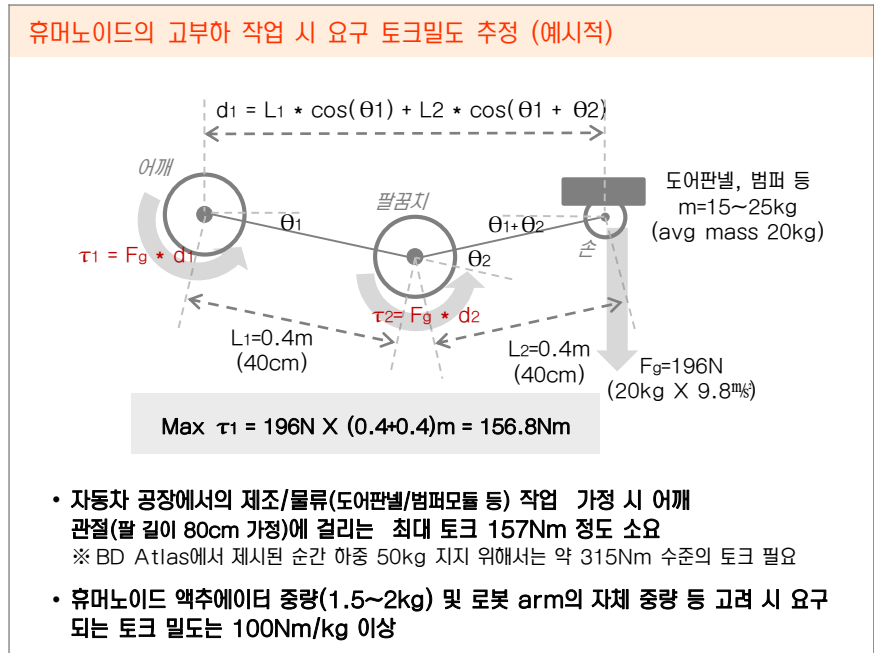 휴머노이드의 고부하 작업 시 요구 토크밀도 추정 (예시적)
d1 = L1 * cos(θ1) + L2 * cos(θ1 + θ2)
어깨
팔꿈치
도어판넬, 범퍼 등
m=15~25kg
(avg mass 20kg)
θ1
θ1+θ2
손
θ2
τ1 = Fg * d1
τ2= Fg * d2
L1=0.4m
(40cm)
L2=0.4m
(40cm)
Fg=196N
(20kg X 9.8㎨)
Max τ1 = 196N X (0.4+0.4)m = 156.8Nm
• 자동차 공장에서의 제조/물류(도어판넬/범퍼모듈 등) 작업 가정 시 어깨
관절(팔 길이 80cm 가정)에 걸리는 최대 토크 157Nm 정도 소요
※ BD Atlas에서 제시된 순간 하중 50kg 지지 위해서는 약 315Nm 수준의 토크 필요
• 휴머노이드 액추에이터 중량(1.5~2kg) 및 로봇 arm의 자체 중량 등 고려 시 요구
되는 토크 밀도는 100Nm/kg 이상